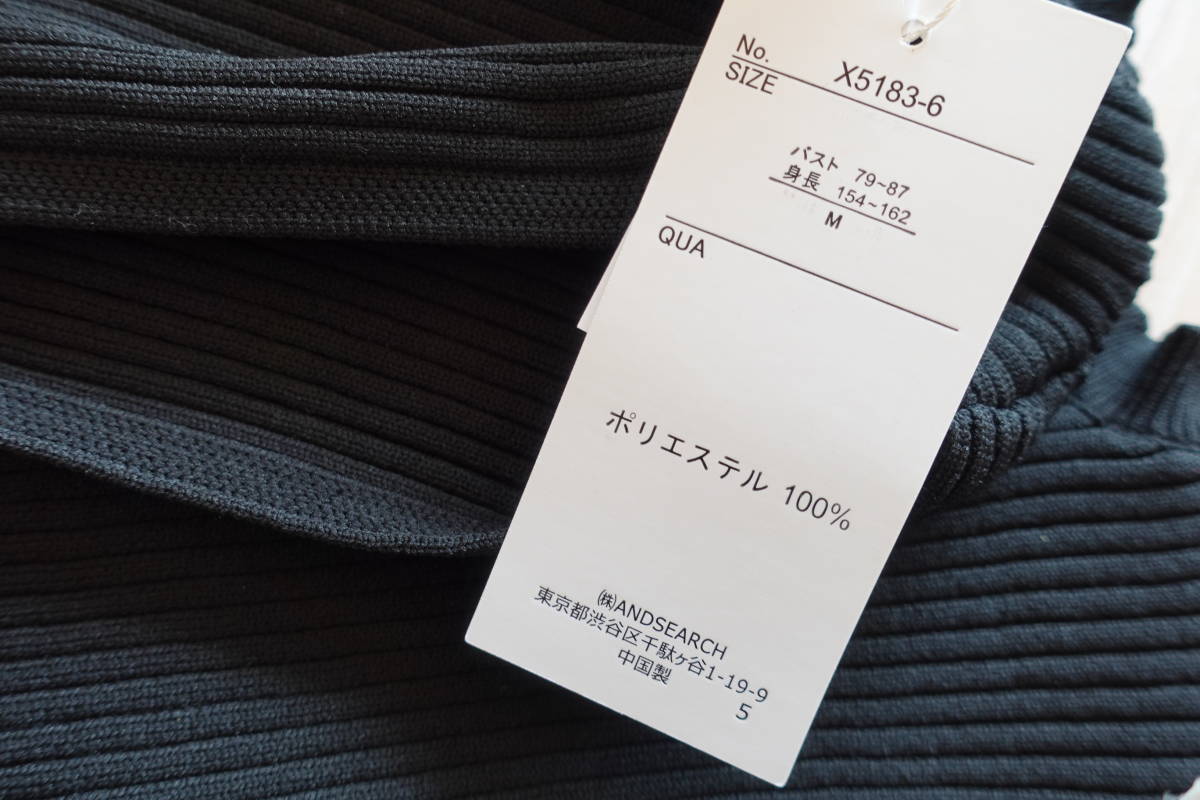 No. X5183-6
SIZE
バスト 79~87
身長 154~162
M
QUA
ポリエステル 100%
㈱ANDSEARCH
東京都渋谷区千駄ヶ谷1-19-9
中国製
5